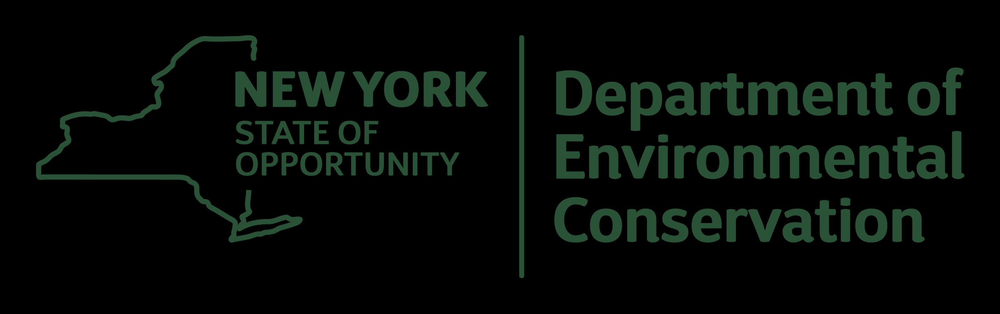 NEW YORK
STATE OF
OPPORTUNITY
Department of
Environmental
Conservation